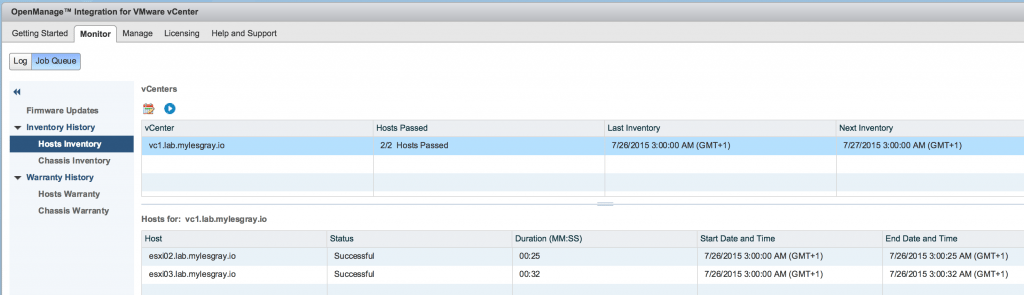 OpenManage™ Integration for VMware vCenter
Getting Started Monitor Manage Licensing Help and Support
Log Job Queue
Firmware Updates
Inventory History
Hosts Inventory
Chassis Inventory
Warranty History
Hosts Warranty
Chassis Warranty
vCenters
vCenter Hosts Passed Last Inventory Next Inventory
vc1.lab.mylesgray.io 2/2 Hosts Passed 7/26/2015 3:00:00 AM (GMT+1) 7/27/2015 3:00:00 AM (GMT+1)
Hosts for: vc1.lab.mylesgray.io
Host Status Duration (MM:SS) Start Date and Time End Date and Time
esxi02.lab.mylesgray.io Successful 00:25 7/26/2015 3:00:00 AM (GMT+1) 7/26/2015 3:00:25 AM (GMT+1)
esxi03.lab.mylesgray.io Successful 00:32 7/26/2015 3:00:00 AM (GMT+1) 7/26/2015 3:00:32 AM (GMT+1)